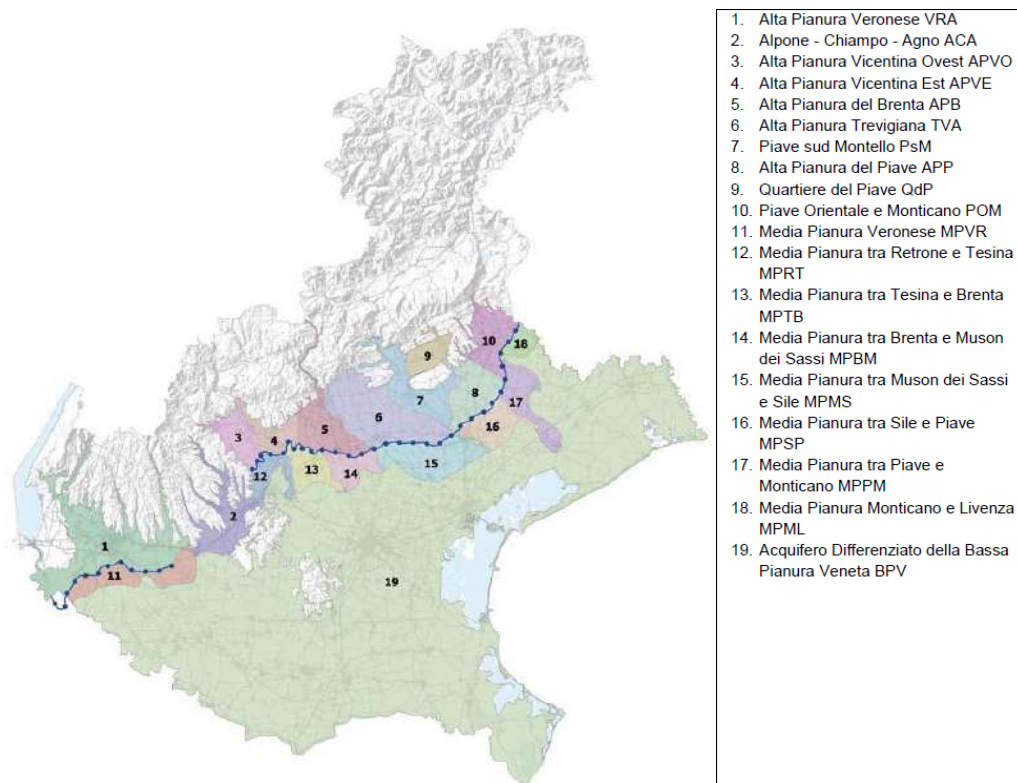 1. Alta Pianura Veronese VRA
2. Alpone - Chiampo - Agno ACA
3. Alta Pianura Vicentina Ovest APVO
4. Alta Pianura Vicentina Est APVE
5. Alta Pianura del Brenta APB
6. Alta Pianura Trevigiana TVA
7. Piave sud Montello PsM
8. Alta Pianura del Piave APP
9. Quartiere del Piave QdP
10. Piave Orientale e Monticano POM
11. Media Pianura Veronese MPVR
12. Media Pianura tra Retrone e Tesina
MPRT
13. Media Pianura tra Tesina e Brenta
MPTB
14. Media Pianura tra Brenta e Muson
dei Sassi MPBM
15. Media Pianura tra Muson dei Sassi
e Sile MPMS
16. Media Pianura tra Sile e Piave
MPSP
17. Media Pianura tra Piave e
Monticano MPPM
18. Media Pianura Monticano e Livenza
MPML
19. Acquifero Differenziato della Bassa
Pianura Veneta BPV
10
18
9
8
7
17
6
16
5
3
4
15
13
14
12
2
1
11
19